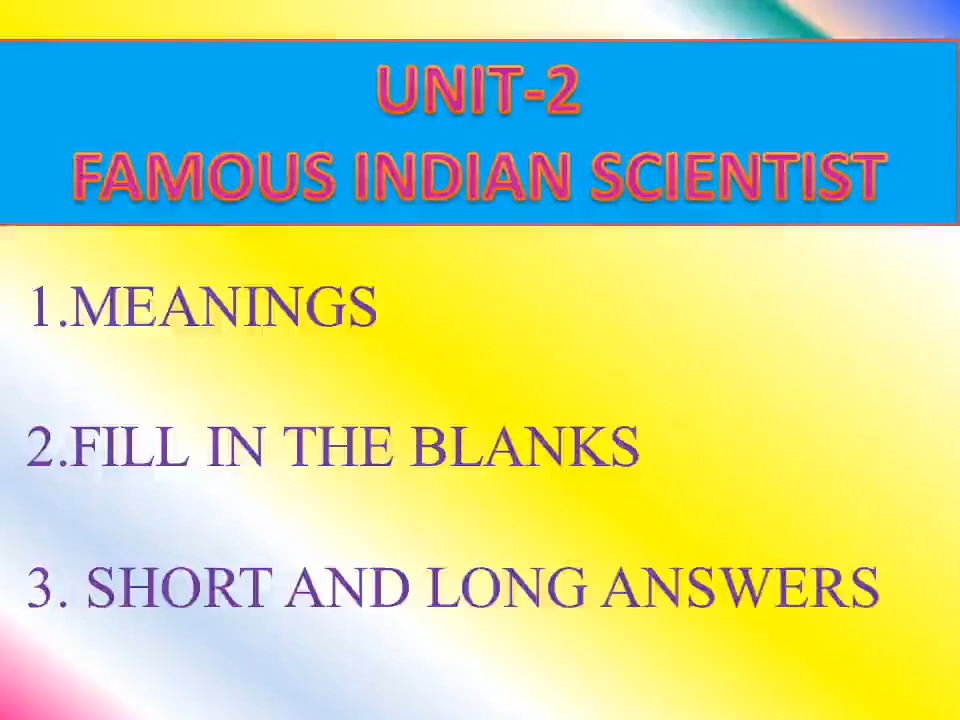 UNIT-2
FAMOUS INDIAN SCIENTIST
1.MEANINGS
2.FILL IN THE BLANKS
3. SHORT AND LONG ANSWERS